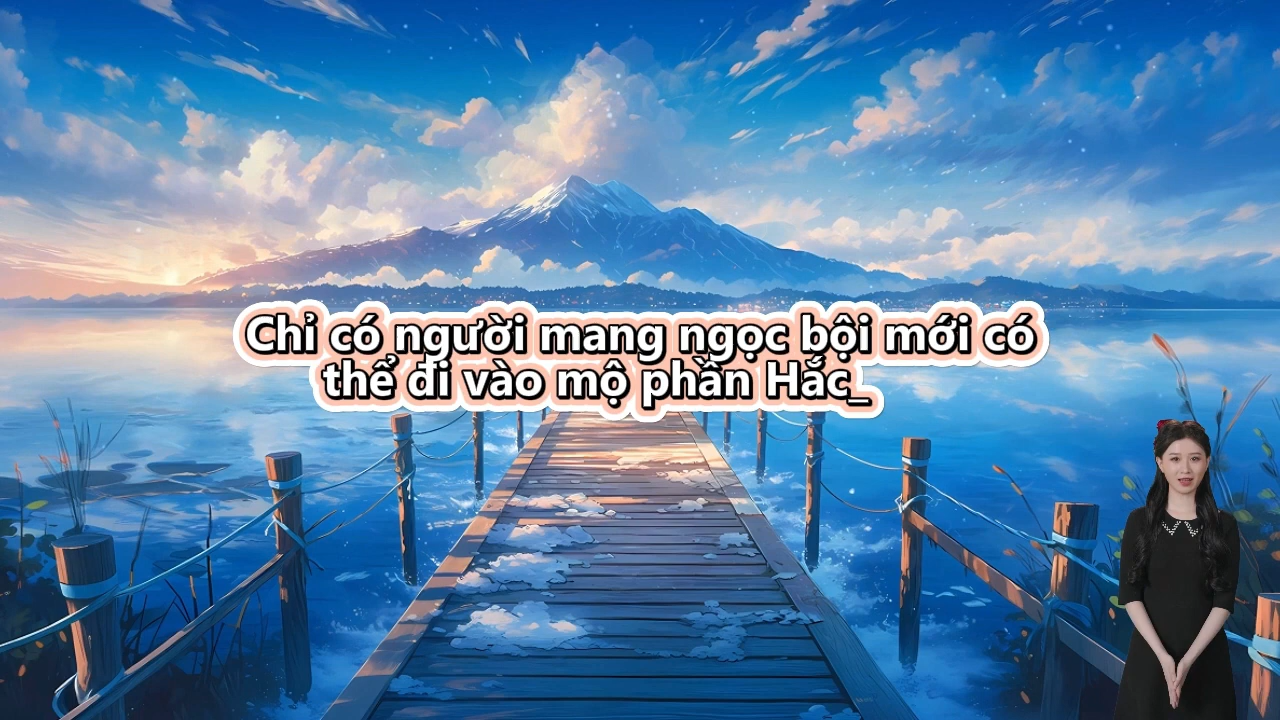 Chỉ có người mang ngọc bội mới có
thể đi vào mộ phần Hắc_